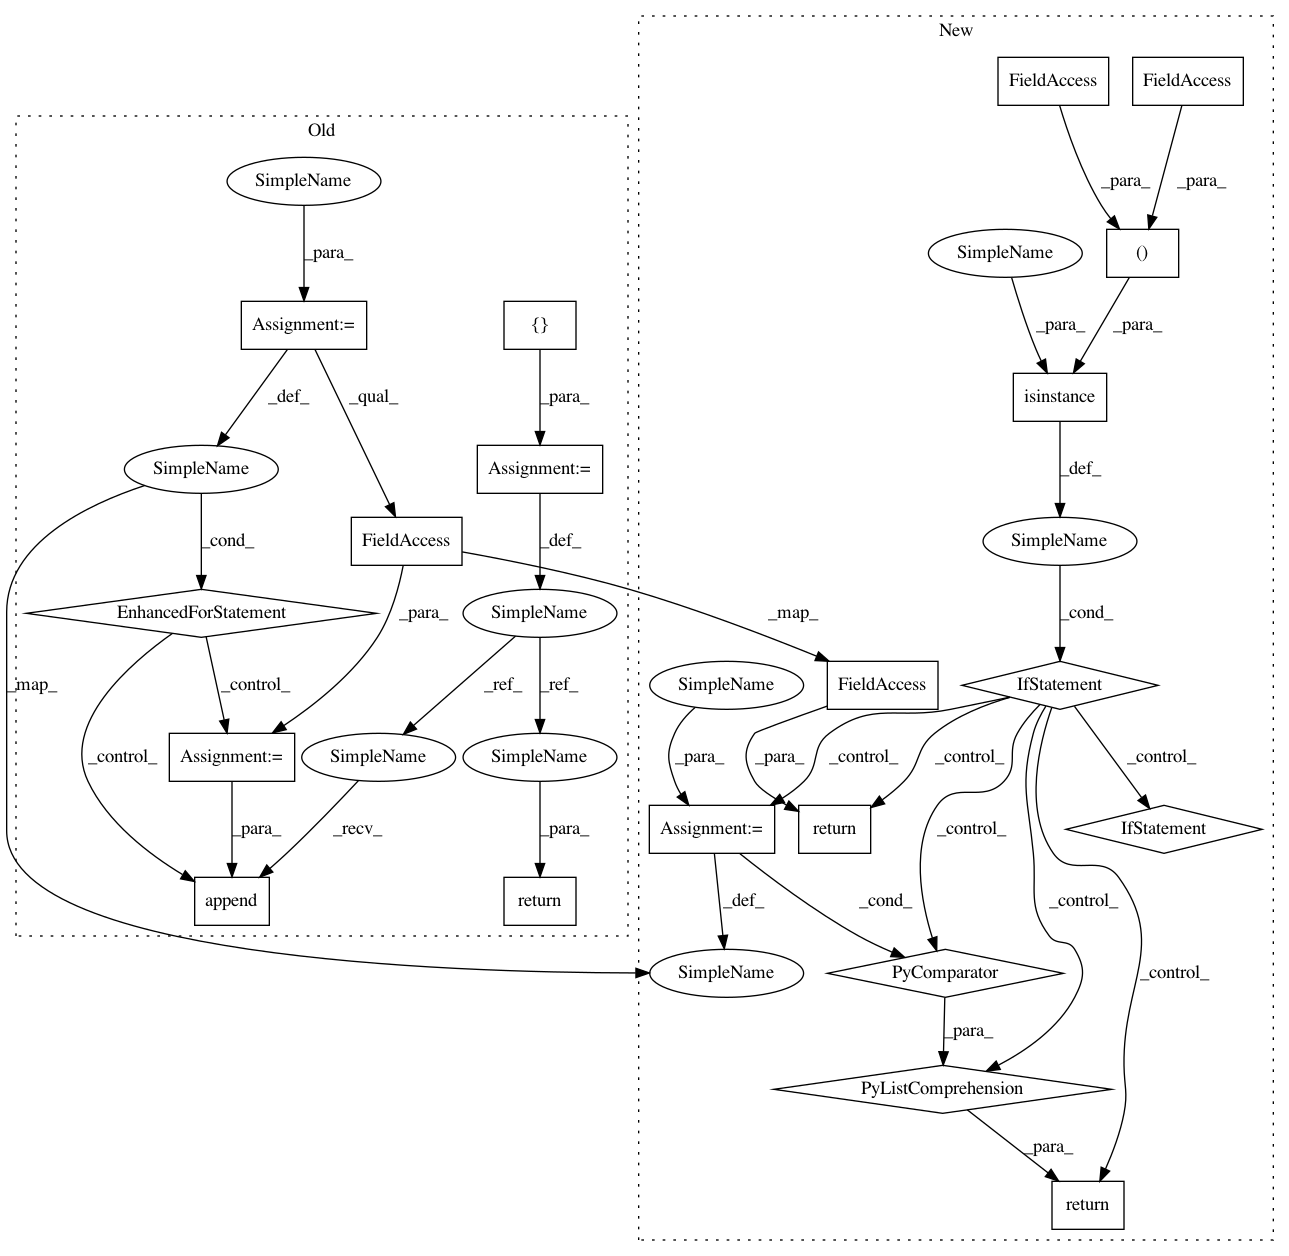 New
FieldAccess
FieldAccess
Old
SimpleName
_para_
_para_
_para_
SimpleName
()
Assignment:=
{}
_para_
_para_
_def_
_qual_
_para_
isinstance
SimpleName
Assignment:=
_def_
FieldAccess
SimpleName
_cond_
_def_
EnhancedForStatement
_para_
SimpleName
_map_
_cond_
_map_
_control_
_ref_
_ref_
SimpleName
FieldAccess
IfStatement
_control_
Assignment:=
SimpleName
SimpleName
_para_
_para_
_control_
_control_
_control_
_para_
_recv_
_para_
Assignment:=
return
_control_
IfStatement
append
return
_def_
_cond_
_control_
SimpleName
PyComparator
_control_
_para_
PyListComprehension
_para_
return